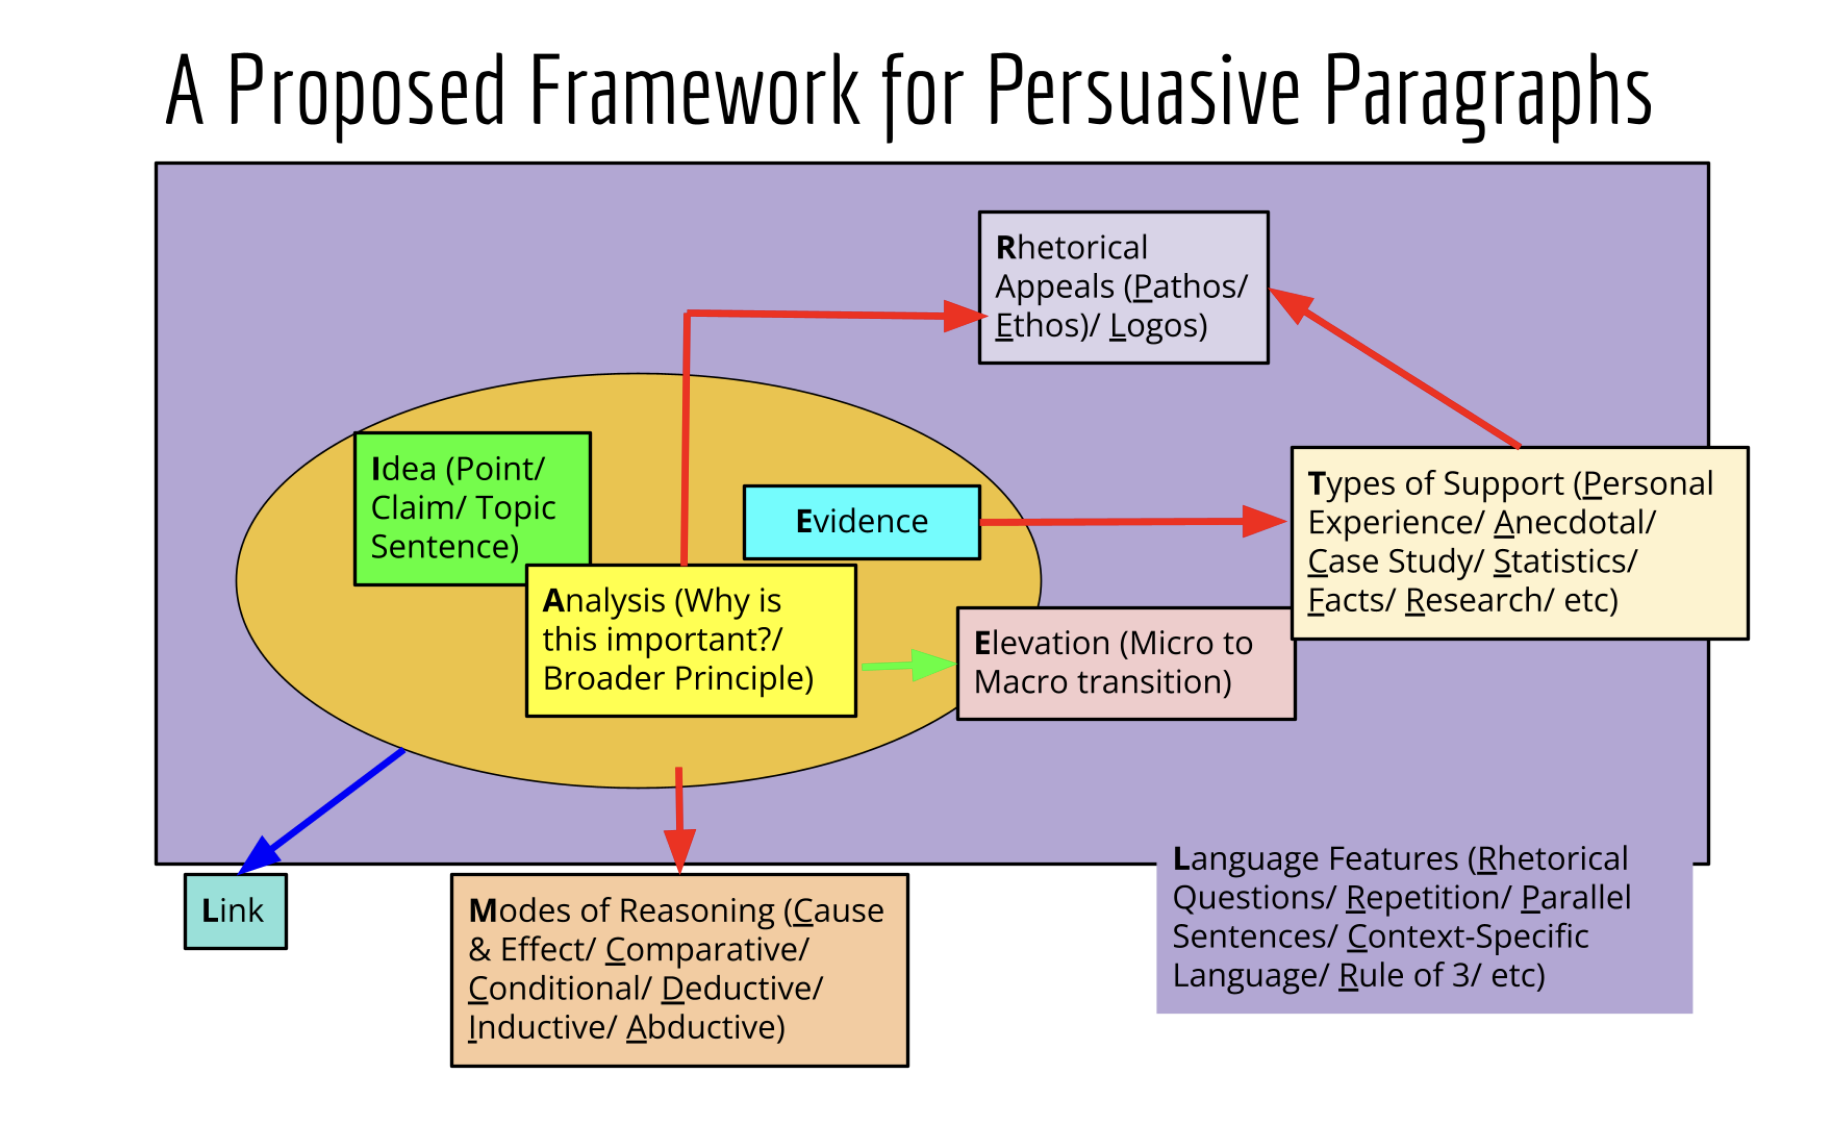 A Proposed Framework for Persuasive Paragraphs
Rhetorical
Appeals (Pathos/
Ethos)/ Logos)
Idea (Point/
Claim/ Topic
Sentence)
Evidence
Types of Support (Personal
Experience/ Anecdotal/
Case Study/ Statistics/
Facts/ Research/ etc)
Analysis (Why is
this important?/
Broader Principle)
Elevation (Micro to
Macro transition)
Link
Modes of Reasoning (Cause
& Effect/ Comparative/
Conditional/ Deductive/
Inductive/ Abductive)
Language Features (Rhetorical
Questions/ Repetition/ Parallel
Sentences/ Context-Specific
Language/ Rule of 3/ etc)